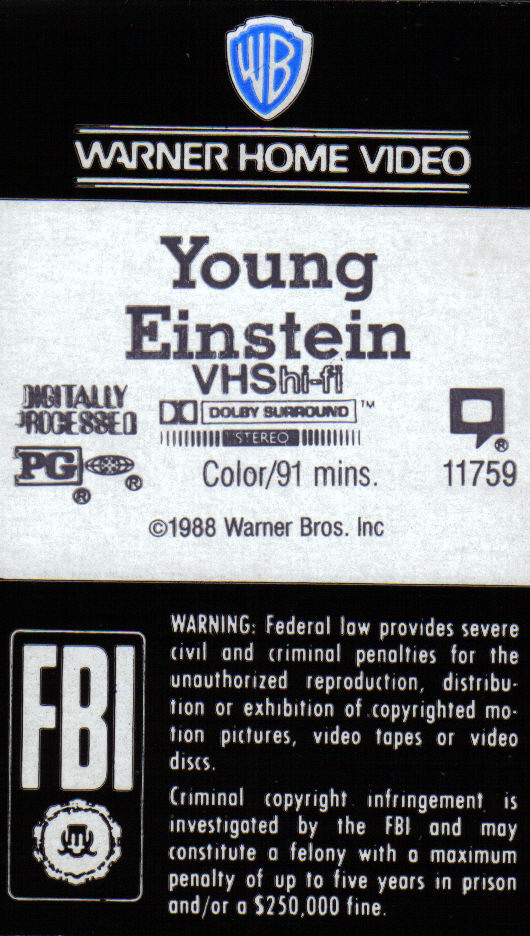 WB
WARNER HOME VIDEO
Young
Einstein
VHS hi-fi
DIGITALLY
PROCESSED
DOLBY SURROUND ™
STEREO
PG ® ®
Color/91 mins.
®
11759
©1988 Warner Bros. Inc
FBI
WARNING: Federal law provides severe
civil and criminal penalties for the
unauthorized reproduction, distribu-
tion or exhibition of copyrighted mo-
tion pictures, video tapes or video
discs.
Criminal copyright infringement is
investigated by the FBI and may
constitute a felony with a maximum
penalty of up to five years in prison
and/or a $250,000 fine.